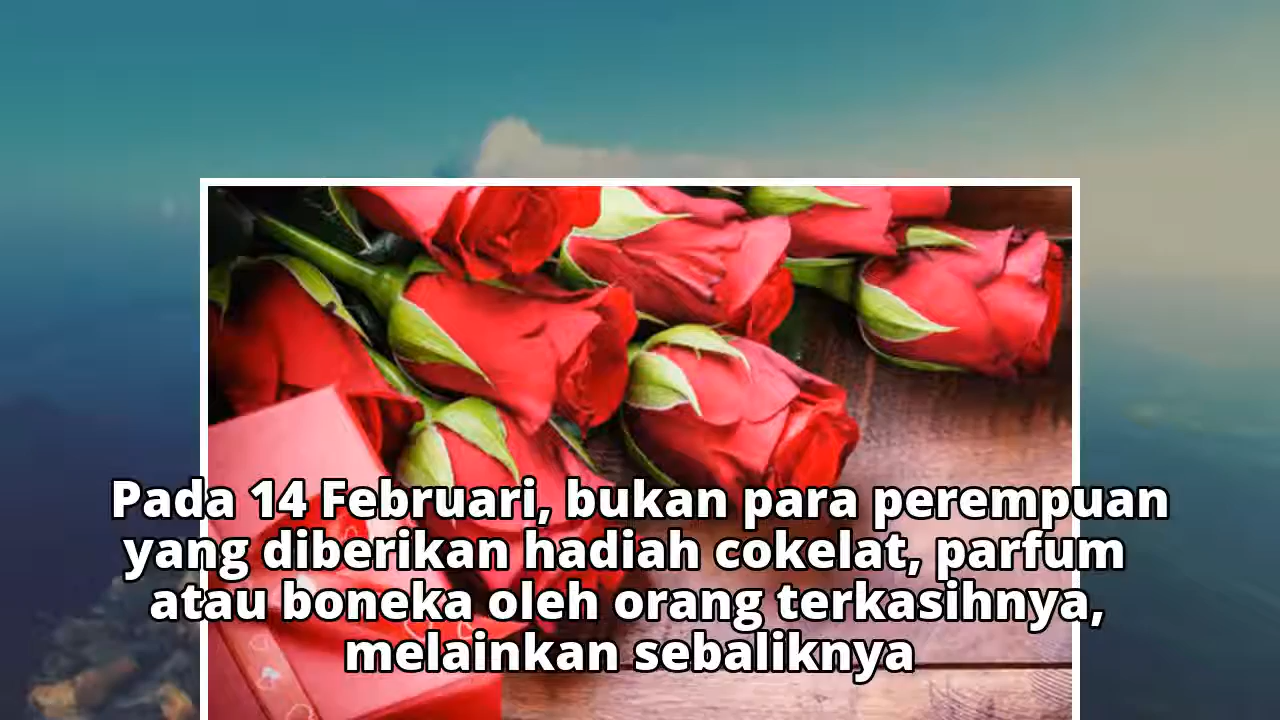 Pada 14 Februari, bukan para perempuan
yang diberikan hadiah cokelat, parfum
atau boneka oleh orang terkasihnya,
melainkan sebaliknya